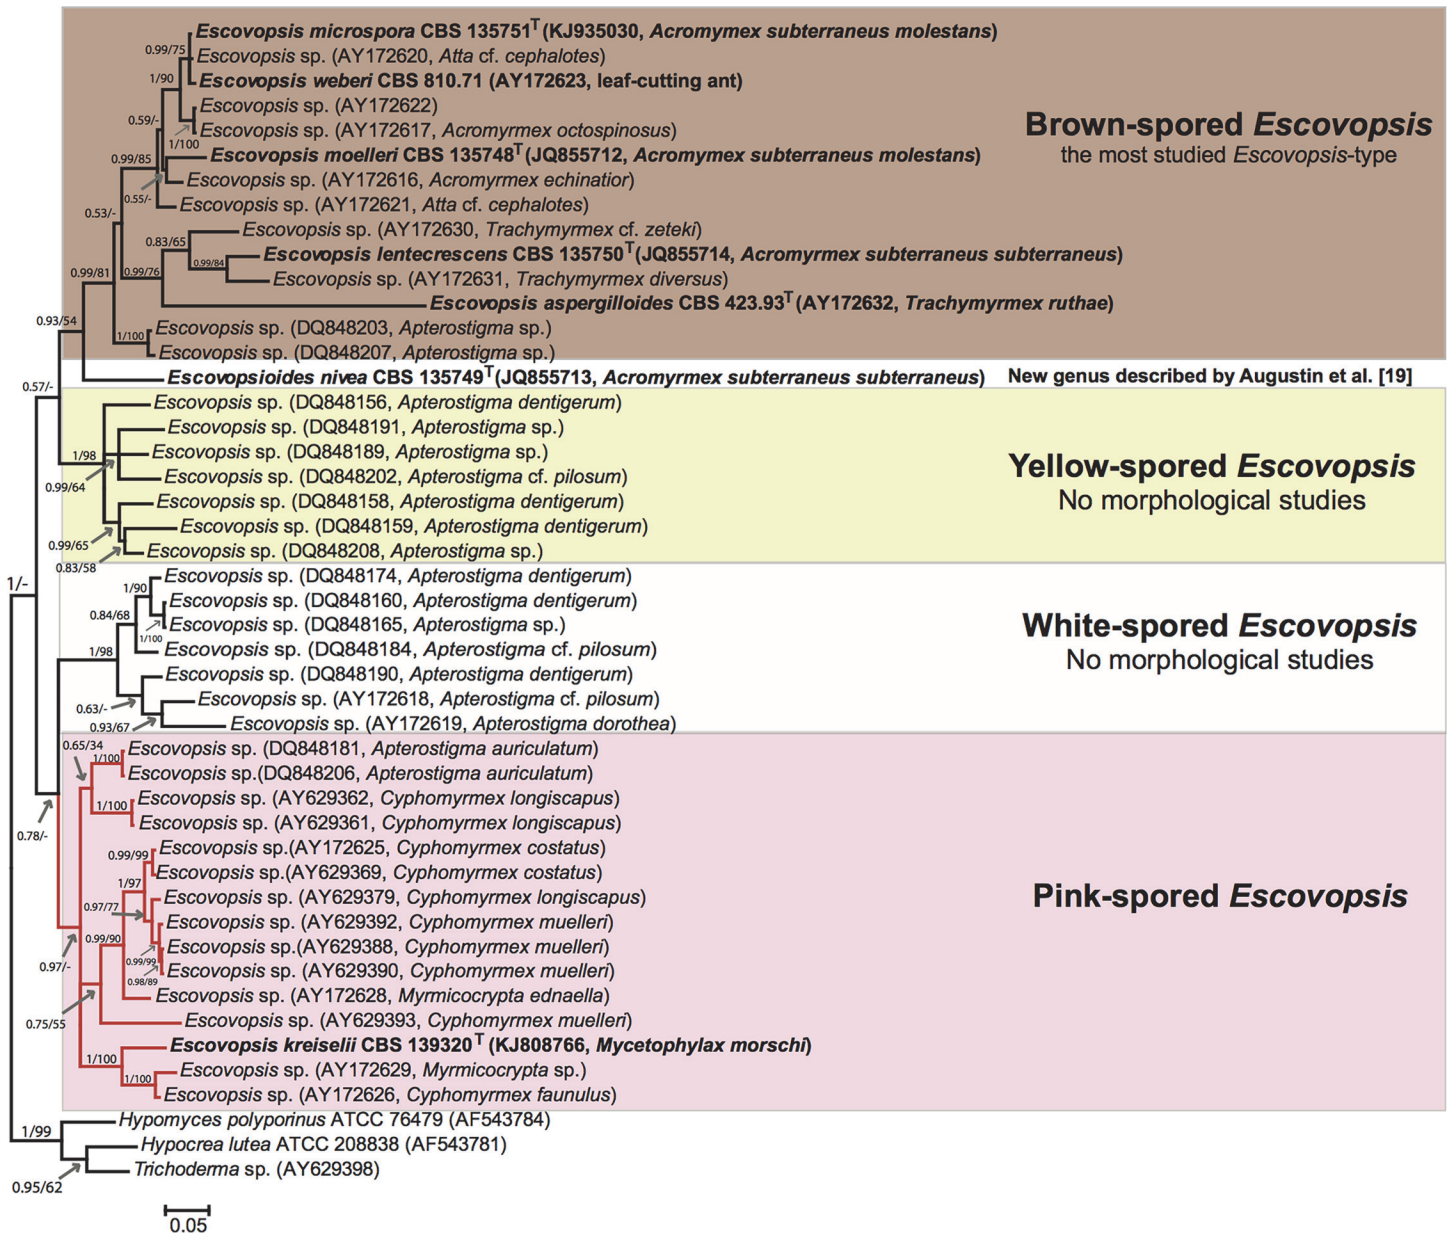 Escovopsis microspora CBS 135751T (KJ935030, Acromymex subterraneus molestans)
0.99/75
Escovopsis sp. (AY172620, Atta cf. cephalotes)
1/90
Escovopsis weberi CBS 810.71 (AY172623, leaf-cutting ant)
Escovopsis sp. (AY172622)
0.59/-
Escovopsis sp. (AY172617, Acromyrmex octospinosus)
1/100
Brown-spored Escovopsis
the most studied Escovopsis-type
Escovopsis moelleri CBS 135748T (JQ855712, Acromymex subterraneus molestans)
0.99/85
Escovopsis sp. (AY172616, Acromyrmex echinatior)
0.55/-
Escovopsis sp. (AY172621, Atta cf. cephalotes)
0.53/-
Escovopsis sp. (AY172630, Trachymyrmex cf. zeteki)
0.83/65
Escovopsis lentecrescens CBS 135750T (JQ855714, Acromyrmex subterraneus subterraneus)
0.99/84
0.99/81
0.99/76
Escovopsis sp. (AY172631, Trachymyrmex diversus)
Escovopsis aspergilloides CBS 423.93T (AY172632, Trachymyrmex ruthae)
0.93/54
Escovopsis sp. (DQ848203, Apterostigma sp.)
1/100
Escovopsis sp. (DQ848207, Apterostigma sp.)
Escovopsioides nivea CBS 135749T (JQ855713, Acromyrmex subterraneus subterraneus) New genus described by Augustin et al. [19]
0.57/-
Escovopsis sp. (DQ848156, Apterostigma dentigerum)
Escovopsis sp. (DQ848191, Apterostigma sp.)
1/98
Escovopsis sp. (DQ848189, Apterostigma sp.)
Escovopsis sp. (DQ848202, Apterostigma cf. pilosum)
0.99/64
Yellow-spored Escovopsis
No morphological studies
Escovopsis sp. (DQ848158, Apterostigma dentigerum)
Escovopsis sp. (DQ848159, Apterostigma dentigerum)
0.99/65
Escovopsis sp. (DQ848208, Apterostigma sp.)
0.83/58
1/-
Escovopsis sp. (DQ848174, Apterostigma dentigerum)
1/90
Escovopsis sp. (DQ848160, Apterostigma dentigerum)
0.84/68
Escovopsis sp. (DQ848165, Apterostigma sp.)
1/100
White-spored Escovopsis
No morphological studies
1/98
Escovopsis sp. (DQ848184, Apterostigma cf. pilosum)
Escovopsis sp. (DQ848190, Apterostigma dentigerum)
Escovopsis sp. (AY172618, Apterostigma cf. pilosum)
0.63/-
Escovopsis sp. (AY172619, Apterostigma dorothea)
0.93/67
0.65/34
Escovopsis sp. (DQ848181, Apterostigma auriculatum)
1/100
Escovopsis sp.(DQ848206, Apterostigma auriculatum)
Escovopsis sp. (AY629362, Cyphomyrmex longiscapus)
1/100
Escovopsis sp. (AY629361, Cyphomyrmex longiscapus)
0.78/-
Escovopsis sp.(AY172625, Cyphomyrmex costatus)
0.99/99
Escovopsis sp.(AY629369, Cyphomyrmex costatus)
1/97
Escovopsis sp. (AY629379, Cyphomyrmex longiscapus)
0.97/77
Pink-spored Escovopsis
Escovopsis sp. (AY629392, Cyphomyrmex muelleri)
0.99/90
Escovopsis sp.(AY629388, Cyphomyrmex muelleri)
0.99/99
0.97/-
Escovopsis sp. (AY629390, Cyphomyrmex muelleri)
0.98/89
Escovopsis sp. (AY172628, Myrmicocrypta ednaella)
0.75/55
Escovopsis sp. (AY629393, Cyphomyrmex muelleri)
Escovopsis kreiselii CBS 139320T (KJ808766, Mycetophylax morschi)
1/100
Escovopsis sp. (AY172629, Myrmicocrypta sp.)
1/100
Escovopsis sp. (AY172626, Cyphomyrmex faunulus)
Hypomyces polyporinus ATCC 76479 (AF543784)
1/99
Hypocrea lutea ATCC 208838 (AF543781)
Trichoderma sp. (AY629398)
0.95/62
0.05